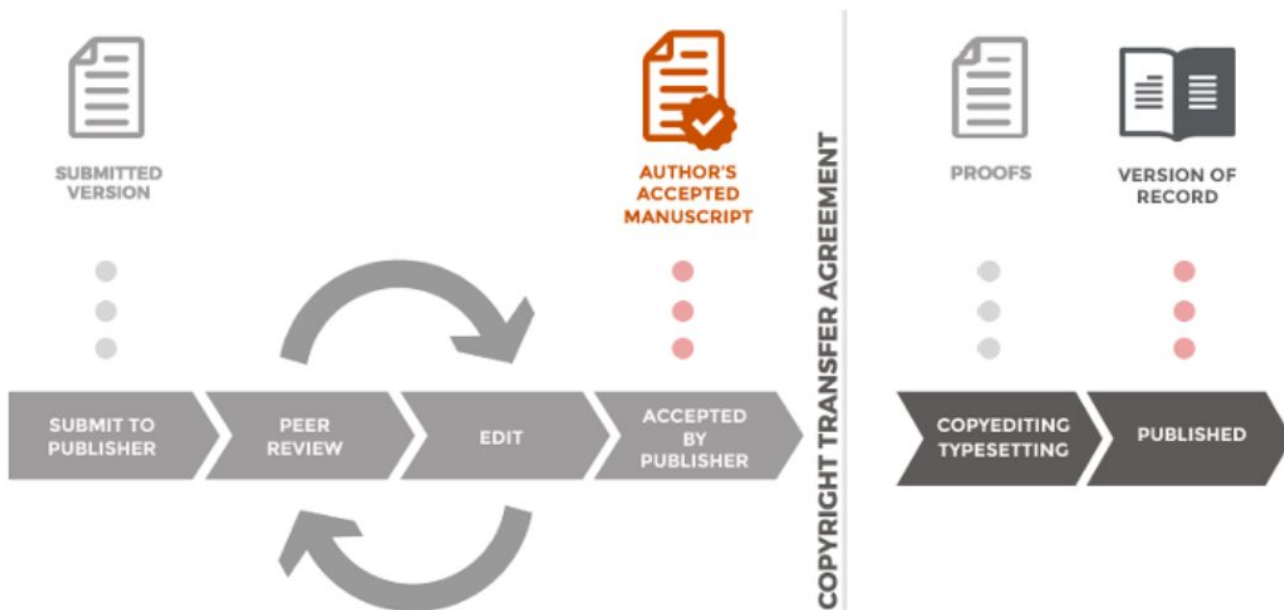 SUBMITTED
VERSION
AUTHOR'S
ACCEPTED
MANUSCRIPT
COPYRIGHT TRANSFER AGREEMENT
PROOFS
VERSION OF
RECORD
SUBMIT TO
PUBLISHER
PEER
REVIEW
EDIT
ACCEPTED
BY
PUBLISHER
COPYEDITING
TYPESETTING
PUBLISHED